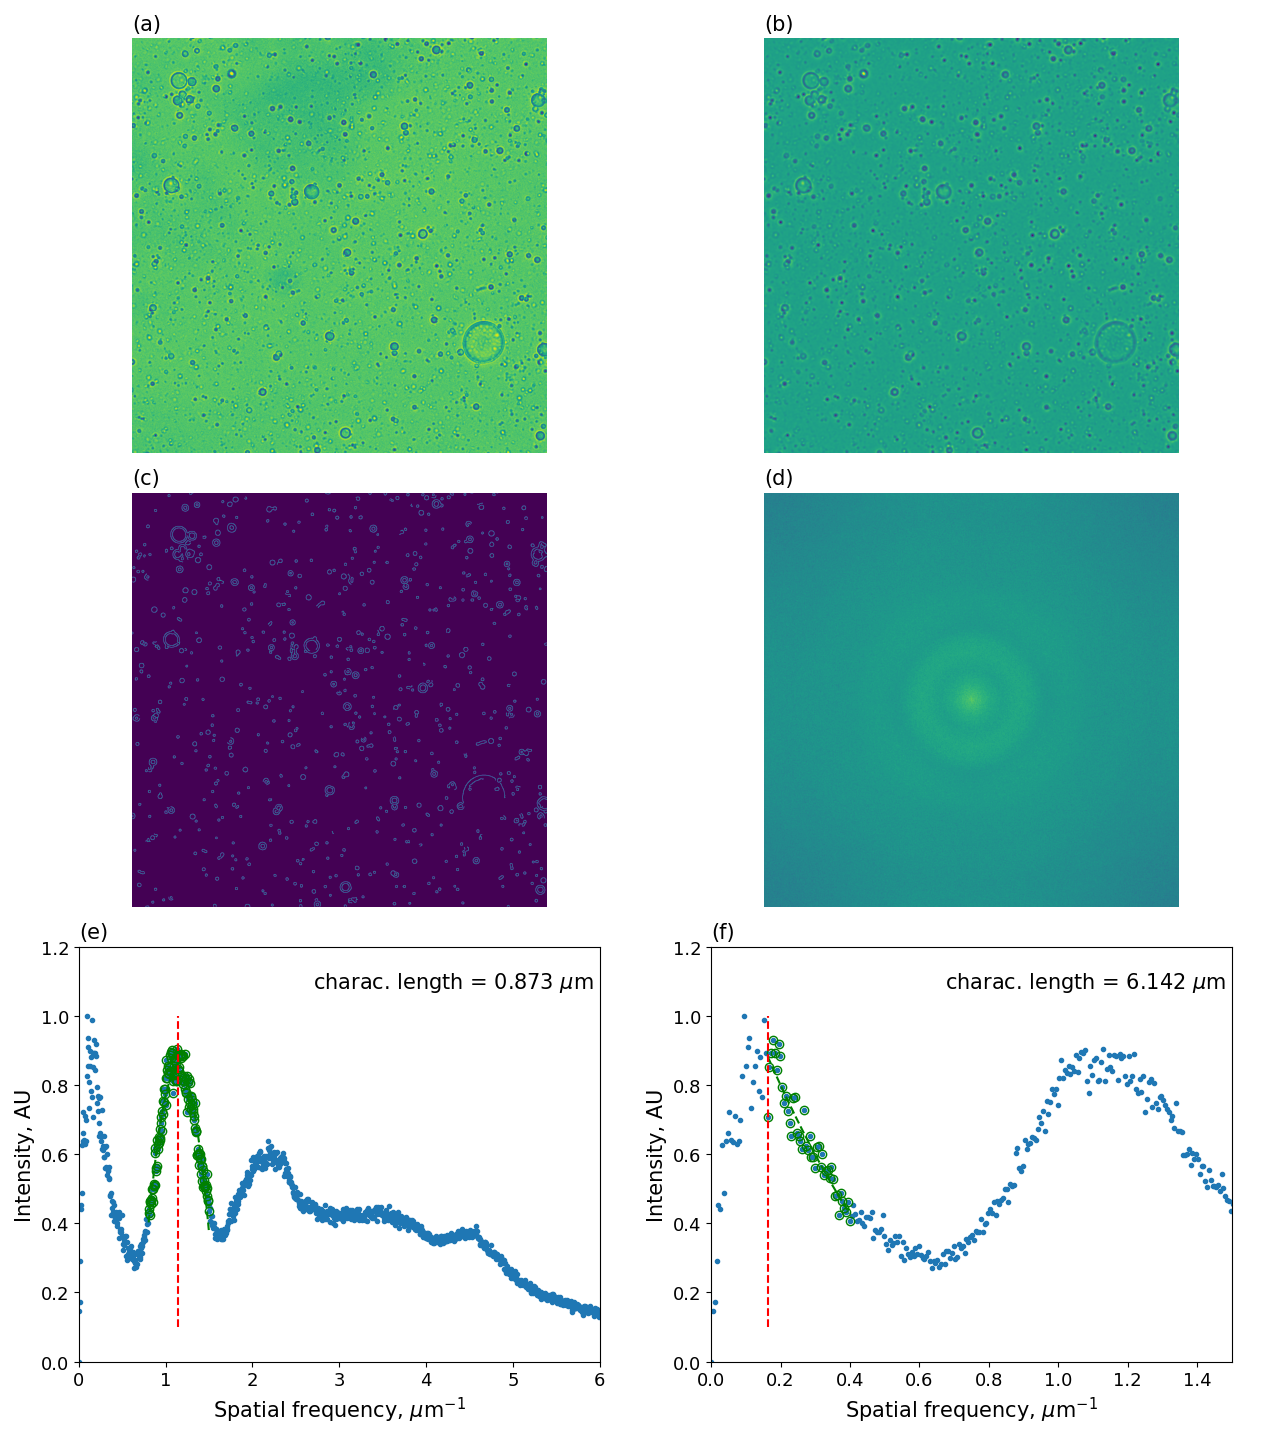 (a)
(b)
(c)
(d)
(e)
(f)
1.2
1.0
0.8
0.6
0.4
0.2
0.0
Intensity, AU
charac. length = 0.873 μm
0 1 2 3 4 5 6
Spatial frequency, μm⁻¹
1.2
1.0
0.8
0.6
0.4
0.2
0.0
Intensity, AU
charac. length = 6.142 μm
0.0 0.2 0.4 0.6 0.8 1.0 1.2 1.4
Spatial frequency, μm⁻¹